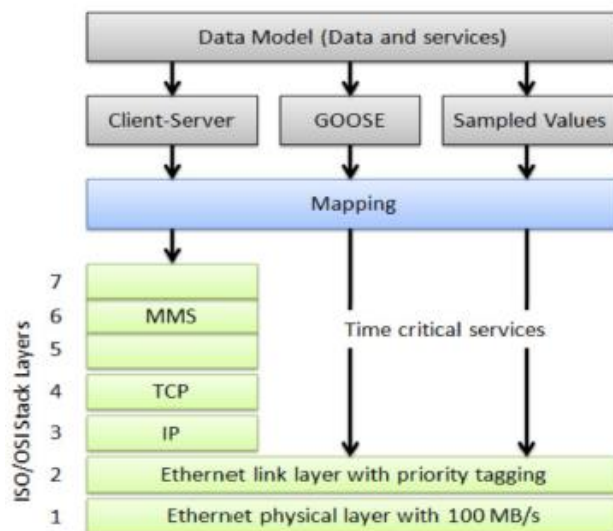 Data Model (Data and services)
Client-Server
GOOSE
Sampled Values
Mapping
ISO/OSI Stack Layers
7
6
MMS
5
Time critical services
4
TCP
3
IP
2
Ethernet link layer with priority tagging
1
Ethernet physical layer with 100 MB/s